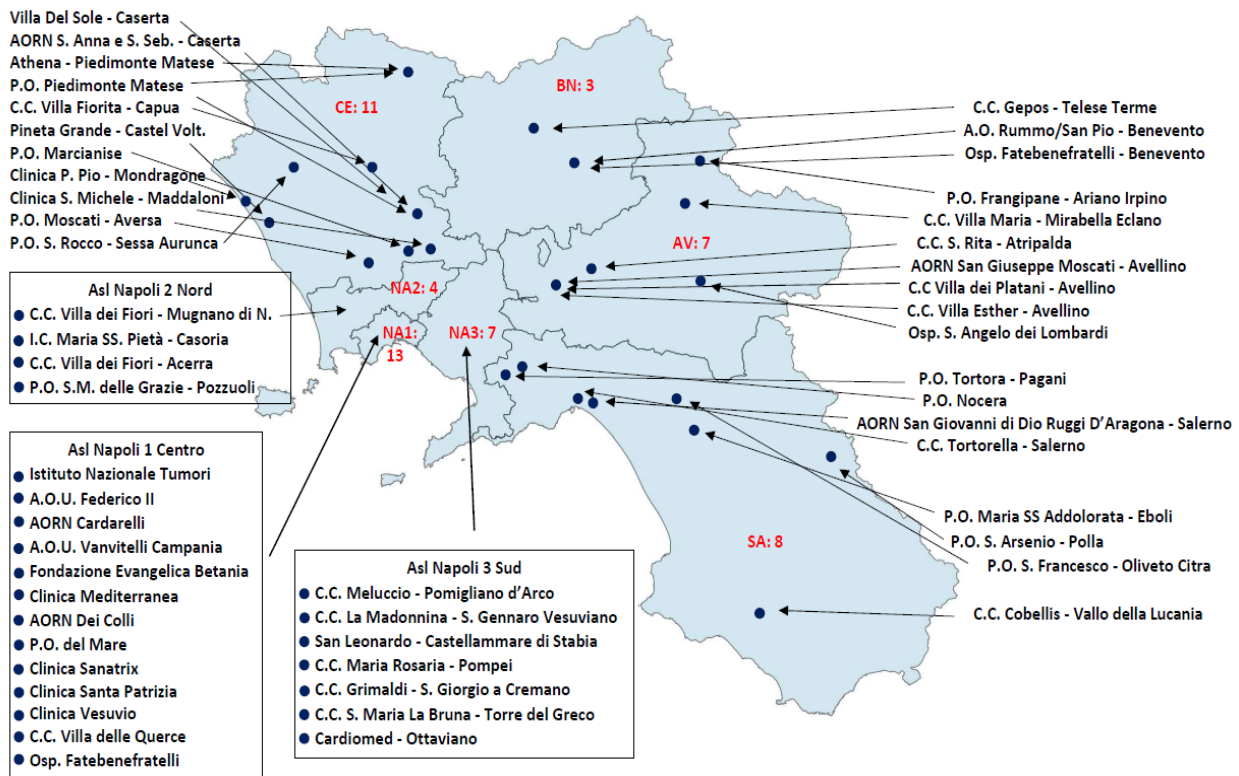 Villa Del Sole - Caserta
AORN S. Anna e S. Seb. - Caserta
Athena - Piedimonte Matese
P.O. Piedimonte Matese
C.C. Villa Fiorita - Capua
Pineta Grande - Castel Volt.
P.O. Marcianise
Clinica P. Pio - Mondragone
Clinica S. Michele - Maddaloni
P.O. Moscati - Aversa
P.O. S. Rocco - Sessa Aurunca
CE: 11
BN: 3
AV: 7
NA2: 4
NA1: 13
NA3: 7
SA: 8
C.C. Gepos - Telese Terme
A.O. Rummo/San Pio - Benevento
Osp. Fatebenefratelli - Benevento
P.O. Frangipane - Ariano Irpino
C.C. Villa Maria - Mirabella Eclano
C.C. S. Rita - Atripalda
AORN San Giuseppe Moscati - Avellino
C.C Villa dei Platani - Avellino
C.C. Villa Esther - Avellino
Osp. S. Angelo dei Lombardi
P.O. Tortora - Pagani
P.O. Nocera
AORN San Giovanni di Dio Ruggi D'Aragona - Salerno
C.C. Tortorella - Salerno
P.O. Maria SS Addolorata - Eboli
P.O. S. Arsenio - Polla
P.O. S. Francesco - Oliveto Citra
C.C. Cobellis - Vallo della Lucania
Asl Napoli 2 Nord
C.C. Villa dei Fiori - Mugnano di N.
I.C. Maria SS. Pietà - Casoria
C.C. Villa dei Fiori - Acerra
P.O. S.M. delle Grazie - Pozzuoli
Asl Napoli 1 Centro
Istituto Nazionale Tumori
A.O.U. Federico II
AORN Cardarelli
A.O.U. Vanvitelli Campania
Fondazione Evangelica Betania
Clinica Mediterranea
AORN Dei Colli
P.O. del Mare
Clinica Sanatrix
Clinica Santa Patrizia
Clinica Vesuvio
C.C. Villa delle Querce
Osp. Fatebenefratelli
Asl Napoli 3 Sud
C.C. Meluccio - Pomigliano d'Arco
C.C. La Madonnina - S. Gennaro Vesuviano
San Leonardo - Castellammare di Stabia
C.C. Maria Rosaria - Pompei
C.C. Grimaldi - S. Giorgio a Cremano
C.C. S. Maria La Bruna - Torre del Greco
Cardiomed - Ottaviano